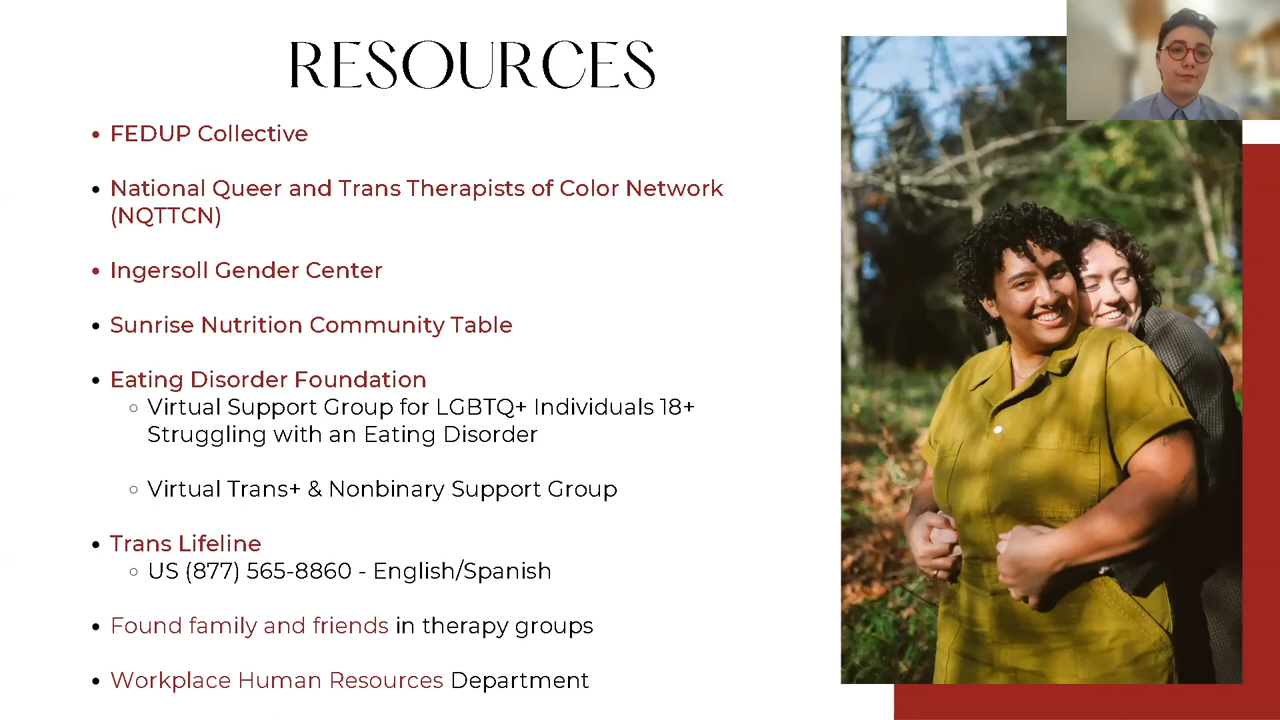 RESOURCES
FEDUP Collective
National Queer and Trans Therapists of Color Network
(NQTTCN)
Ingersoll Gender Center
Sunrise Nutrition Community Table
Eating Disorder Foundation
Virtual Support Group for LGBTQ+ Individuals 18+
Struggling with an Eating Disorder
Virtual Trans+ & Nonbinary Support Group
Trans Lifeline
US (877) 565-8860 - English/Spanish
Found family and friends in therapy groups
Workplace Human Resources Department